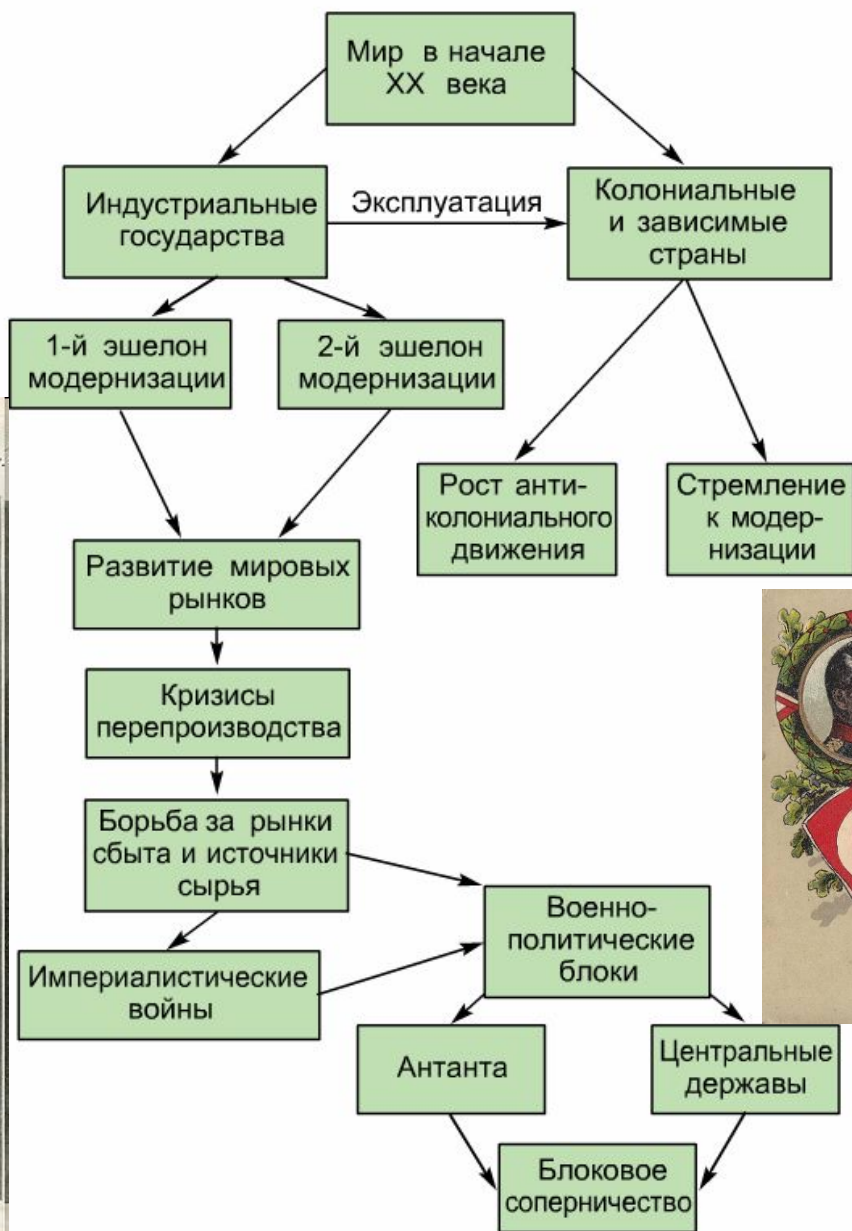 Мир в начале
XX века
Индустриальные
государства
Эксплуатация
Колониальные
и зависимые
страны
1-й эшелон
модернизации
2-й эшелон
модернизации
Рост анти-
колониального
движения
Стремление
к модер-
низации
Развитие мировых
рынков
Кризисы
перепроизводства
Борьба за рынки
сбыта и источники
сырья
Военно-
политические
блоки
Империалистические
войны
Антанта
Центральные
державы
Блоковое
соперничество